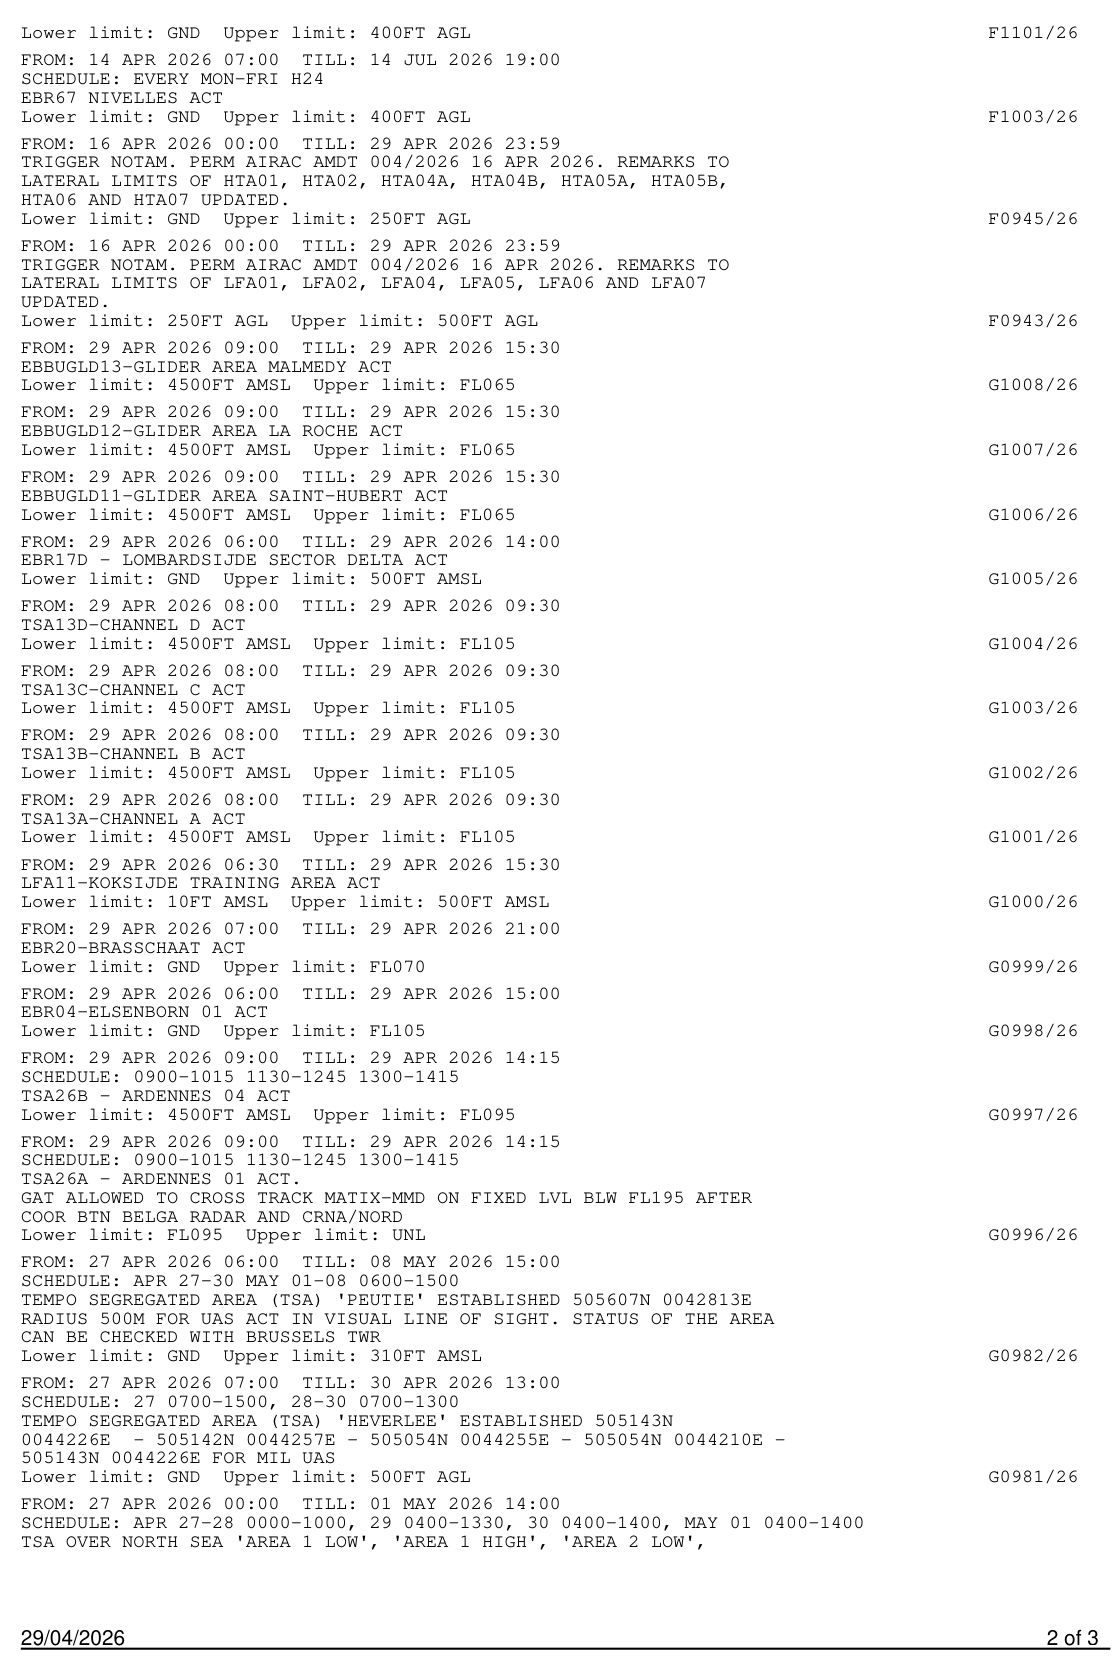 Lower limit: GND  Upper limit: 400FT AGL F1101/26
FROM: 14 APR 2026 07:00  TILL: 14 JUL 2026 19:00
SCHEDULE: EVERY MON-FRI H24
EBR67 NIVELLES ACT
Lower limit: GND  Upper limit: 400FT AGL F1003/26
FROM: 16 APR 2026 00:00  TILL: 29 APR 2026 23:59
TRIGGER NOTAM. PERM AIRAC AMDT 004/2026 16 APR 2026. REMARKS TO
LATERAL LIMITS OF HTA01, HTA02, HTA04A, HTA04B, HTA05A, HTA05B,
HTA06 AND HTA07 UPDATED.
Lower limit: GND  Upper limit: 250FT AGL F0945/26
FROM: 16 APR 2026 00:00  TILL: 29 APR 2026 23:59
TRIGGER NOTAM. PERM AIRAC AMDT 004/2026 16 APR 2026. REMARKS TO
LATERAL LIMITS OF LFA01, LFA02, LFA04, LFA05, LFA06 AND LFA07
UPDATED.
Lower limit: 250FT AGL  Upper limit: 500FT AGL F0943/26
FROM: 29 APR 2026 09:00  TILL: 29 APR 2026 15:30
EBBUGLD13-GLIDER AREA MALMEDY ACT
Lower limit: 4500FT AMSL  Upper limit: FL065 G1008/26
FROM: 29 APR 2026 09:00  TILL: 29 APR 2026 15:30
EBBUGLD12-GLIDER AREA LA ROCHE ACT
Lower limit: 4500FT AMSL  Upper limit: FL065 G1007/26
FROM: 29 APR 2026 09:00  TILL: 29 APR 2026 15:30
EBBUGLD11-GLIDER AREA SAINT-HUBERT ACT
Lower limit: 4500FT AMSL  Upper limit: FL065 G1006/26
FROM: 29 APR 2026 06:00  TILL: 29 APR 2026 14:00
EBR17D - LOMBARDSIJDE SECTOR DELTA ACT
Lower limit: GND  Upper limit: 500FT AMSL G1005/26
FROM: 29 APR 2026 08:00  TILL: 29 APR 2026 09:30
TSA13D-CHANNEL D ACT
Lower limit: 4500FT AMSL  Upper limit: FL105 G1004/26
FROM: 29 APR 2026 08:00  TILL: 29 APR 2026 09:30
TSA13C-CHANNEL C ACT
Lower limit: 4500FT AMSL  Upper limit: FL105 G1003/26
FROM: 29 APR 2026 08:00  TILL: 29 APR 2026 09:30
TSA13B-CHANNEL B ACT
Lower limit: 4500FT AMSL  Upper limit: FL105 G1002/26
FROM: 29 APR 2026 08:00  TILL: 29 APR 2026 09:30
TSA13A-CHANNEL A ACT
Lower limit: 4500FT AMSL  Upper limit: FL105 G1001/26
FROM: 29 APR 2026 06:30  TILL: 29 APR 2026 15:30
LFA11-KOKSIJDE TRAINING AREA ACT
Lower limit: 10FT AMSL  Upper limit: 500FT AMSL G1000/26
FROM: 29 APR 2026 07:00  TILL: 29 APR 2026 21:00
EBR20-BRASSCHAAT ACT
Lower limit: GND  Upper limit: FL070 G0999/26
FROM: 29 APR 2026 06:00  TILL: 29 APR 2026 15:00
EBR04-ELSENBORN 01 ACT
Lower limit: GND  Upper limit: FL105 G0998/26
FROM: 29 APR 2026 09:00  TILL: 29 APR 2026 14:15
SCHEDULE: 0900-1015 1130-1245 1300-1415
TSA26B - ARDENNES 04 ACT
Lower limit: 4500FT AMSL  Upper limit: FL095 G0997/26
FROM: 29 APR 2026 09:00  TILL: 29 APR 2026 14:15
SCHEDULE: 0900-1015 1130-1245 1300-1415
TSA26A - ARDENNES 01 ACT.
GAT ALLOWED TO CROSS TRACK MATIX-MMD ON FIXED LVL BLW FL195 AFTER
COOR BTN BELGA RADAR AND CRNA/NORD
Lower limit: FL095  Upper limit: UNL G0996/26
FROM: 27 APR 2026 06:00  TILL: 08 MAY 2026 15:00
SCHEDULE: APR 27-30 MAY 01-08 0600-1500
TEMPO SEGREGATED AREA (TSA) 'PEUTIE' ESTABLISHED 505607N 0042813E
RADIUS 500M FOR UAS ACT IN VISUAL LINE OF SIGHT. STATUS OF THE AREA
CAN BE CHECKED WITH BRUSSELS TWR
Lower limit: GND  Upper limit: 310FT AMSL G0982/26
FROM: 27 APR 2026 07:00  TILL: 30 APR 2026 13:00
SCHEDULE: 27 0700-1500, 28-30 0700-1300
TEMPO SEGREGATED AREA (TSA) 'HEVERLEE' ESTABLISHED 505143N
0044226E  - 505142N 0044257E - 505054N 0044255E - 505054N 0044210E -
505143N 0044226E FOR MIL UAS
Lower limit: GND  Upper limit: 500FT AGL G0981/26
FROM: 27 APR 2026 00:00  TILL: 01 MAY 2026 14:00
SCHEDULE: APR 27-28 0000-1000, 29 0400-1330, 30 0400-1400, MAY 01 0400-1400
TSA OVER NORTH SEA 'AREA 1 LOW', 'AREA 1 HIGH', 'AREA 2 LOW',
29/04/2026 2 of 3